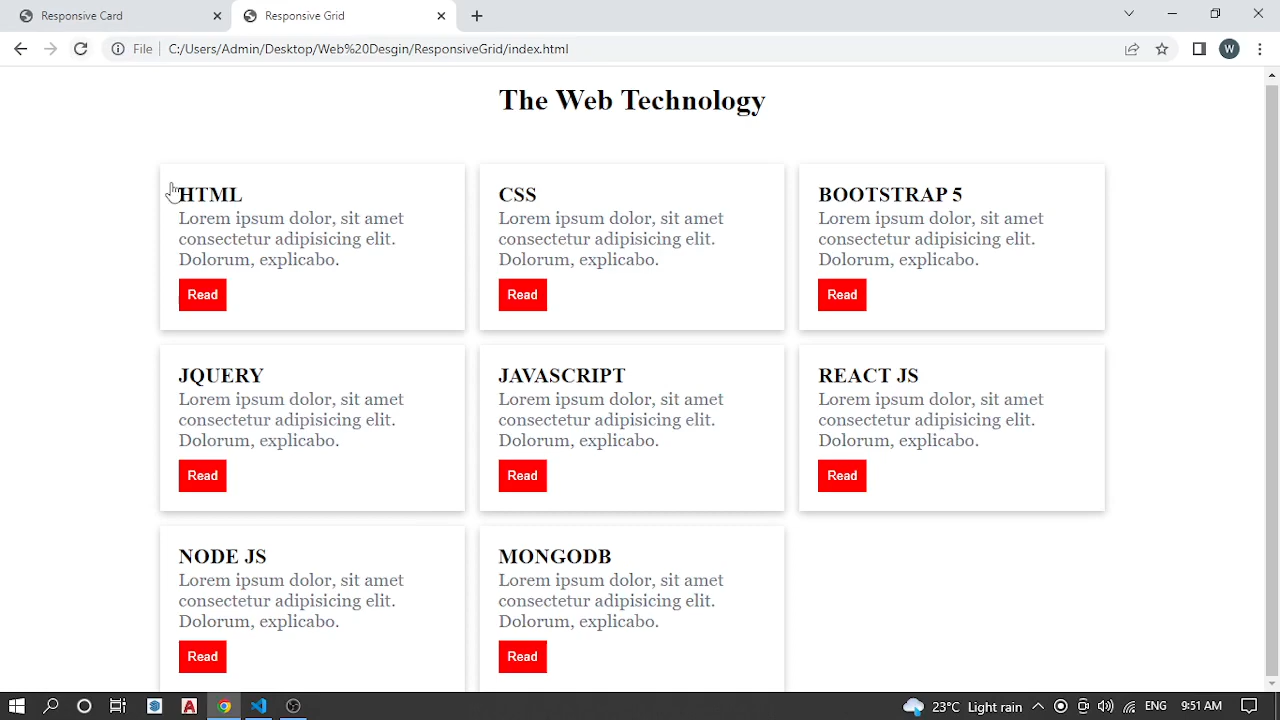 Responsive Card
Responsive Grid
File
C:/Users/Admin/Desktop/Web%20Desgin/ResponsiveGrid/index.html
W
The Web Technology
HTML
Lorem ipsum dolor, sit amet
consectetur adipisicing elit.
Dolorum, explicabo.
Read
CSS
Lorem ipsum dolor, sit amet
consectetur adipisicing elit.
Dolorum, explicabo.
Read
BOOTSTRAP 5
Lorem ipsum dolor, sit amet
consectetur adipisicing elit.
Dolorum, explicabo.
Read
JQUERY
Lorem ipsum dolor, sit amet
consectetur adipisicing elit.
Dolorum, explicabo.
Read
JAVASCRIPT
Lorem ipsum dolor, sit amet
consectetur adipisicing elit.
Dolorum, explicabo.
Read
REACT JS
Lorem ipsum dolor, sit amet
consectetur adipisicing elit.
Dolorum, explicabo.
Read
NODE JS
Lorem ipsum dolor, sit amet
consectetur adipisicing elit.
Dolorum, explicabo.
Read
MONGODB
Lorem ipsum dolor, sit amet
consectetur adipisicing elit.
Dolorum, explicabo.
Read
A
23°C Light rain
ENG
9:51 AM